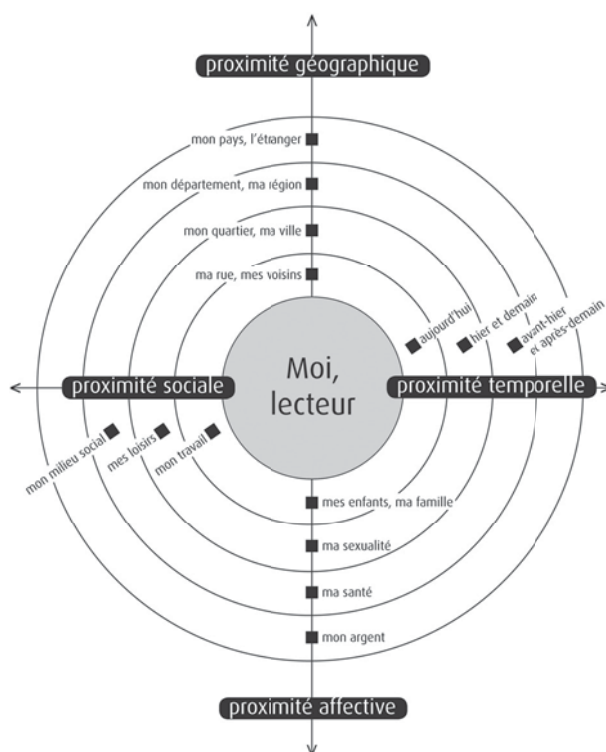 proximité géographique
mon pays, l'étranger
mon département, ma région
mon quartier, ma ville
ma rue, mes voisins
aujourd'hui
hier et demain
avant-hier
et après-demain
Moi,
lecteur
proximité sociale
proximité temporelle
mon milieu social
mes loisirs
mon travail
mes enfants, ma famille
ma sexualité
ma santé
mon argent
proximité affective